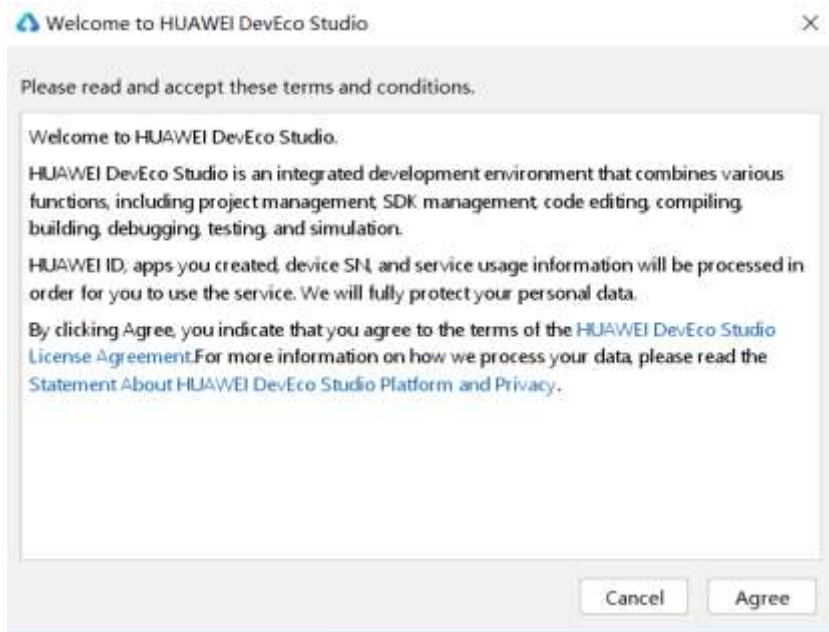 Welcome to HUAWEI DevEco Studio
Please read and accept these terms and conditions.
Welcome to HUAWEI DevEco Studio.
HUAWEI DevEco Studio is an integrated development environment that combines various
functions, including project management, SDK management, code editing, compiling,
building, debugging, testing, and simulation.
HUAWEI ID, apps you created, device SN, and service usage information will be processed in
order for you to use the service. We will fully protect your personal data.
By clicking Agree, you indicate that you agree to the terms of the HUAWEI DevEco Studio
License Agreement.For more information on how we process your data, please read the
Statement About HUAWEI DevEco Studio Platform and Privacy.
Cancel Agree